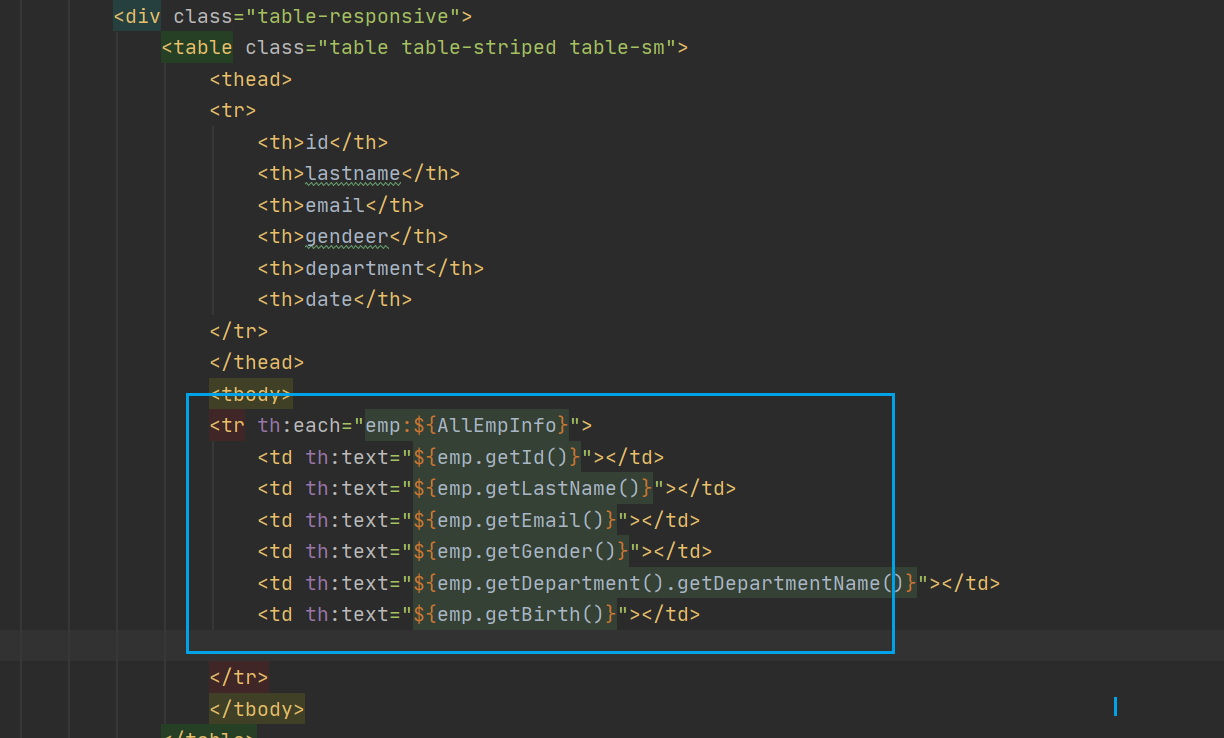 <div class="table-responsive">
<table class="table table-striped table-sm">
<thead>
<tr>
<th>id</th>
<th>lastname</th>
<th>email</th>
<th>gendeer</th>
<th>department</th>
<th>date</th>
</tr>
</thead>
<tbody>
<tr th:each="emp:${AllEmpInfo}">
<td th:text="${emp.getId()}"></td>
<td th:text="${emp.getLastName()}"></td>
<td th:text="${emp.getEmail()}"></td>
<td th:text="${emp.getGender()}"></td>
<td th:text="${emp.getDepartment().getDepartmentName()}"></td>
<td th:text="${emp.getBirth()}"></td>
</tr>
</tbody>
</table>